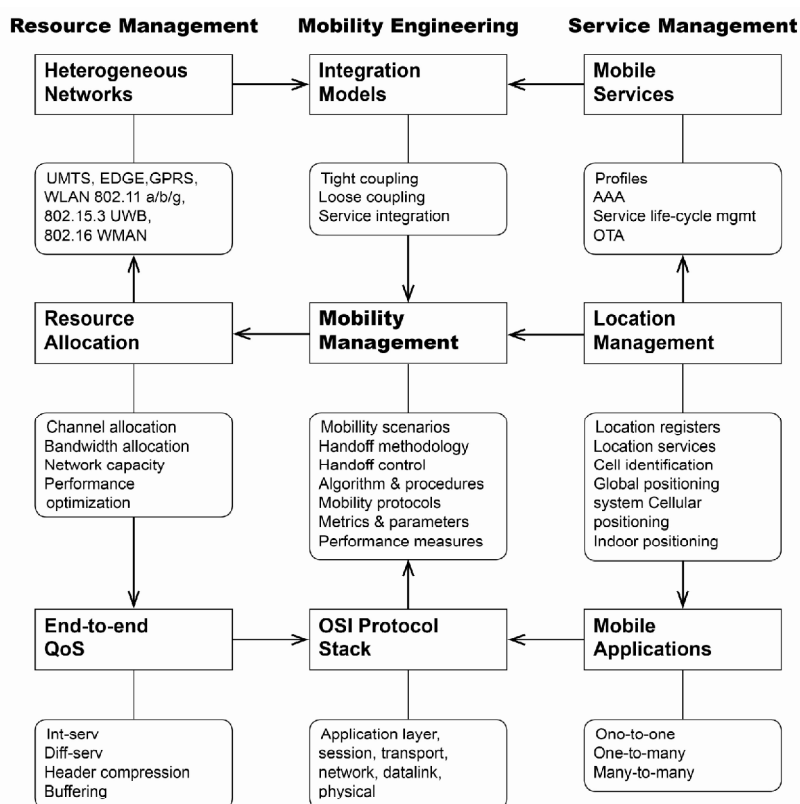 Resource Management
Mobility Engineering
Service Management
Heterogeneous
Networks
Integration
Models
Mobile
Services
UMTS, EDGE,GPRS,
WLAN 802.11 a/b/g,
802.15.3 UWB,
802.16 WMAN
Tight coupling
Loose coupling
Service integration
Profiles
AAA
Service life-cycle mgmt
OTA
Resource
Allocation
Mobility
Management
Location
Management
Channel allocation
Bandwidth allocation
Network capacity
Performance
optimization
Mobillity scenarios
Handoff methodology
Handoff control
Algorithm & procedures
Mobility protocols
Metrics & parameters
Performance measures
Location registers
Location services
Cell identification
Global positioning
system Cellular
positioning
Indoor positioning
End-to-end
QoS
OSI Protocol
Stack
Mobile
Applications
Int-serv
Diff-serv
Header compression
Buffering
Application layer,
session, transport,
network, datalink,
physical
Ono-to-one
One-to-many
Many-to-many